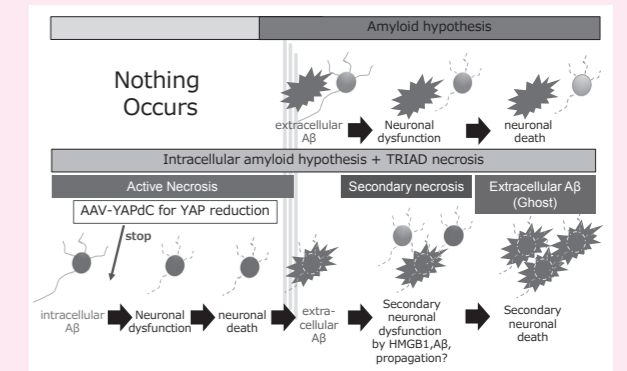 Amyloid hypothesis
Nothing
Occurs
extracellular
Aβ
Neuronal
dysfunction
neuronal
death
Intracellular amyloid hypothesis + TRIAD necrosis
Active Necrosis
Secondary necrosis
Extracellular Aβ
(Ghost)
AAV-YAPdC for YAP reduction
stop
intracellular
Aβ
Neuronal
dysfunction
neuronal
death
extra-
cellular
Aβ
Secondary
neuronal
dysfunction
by HMGB1,Aβ,
propagation?
Secondary
neuronal
death